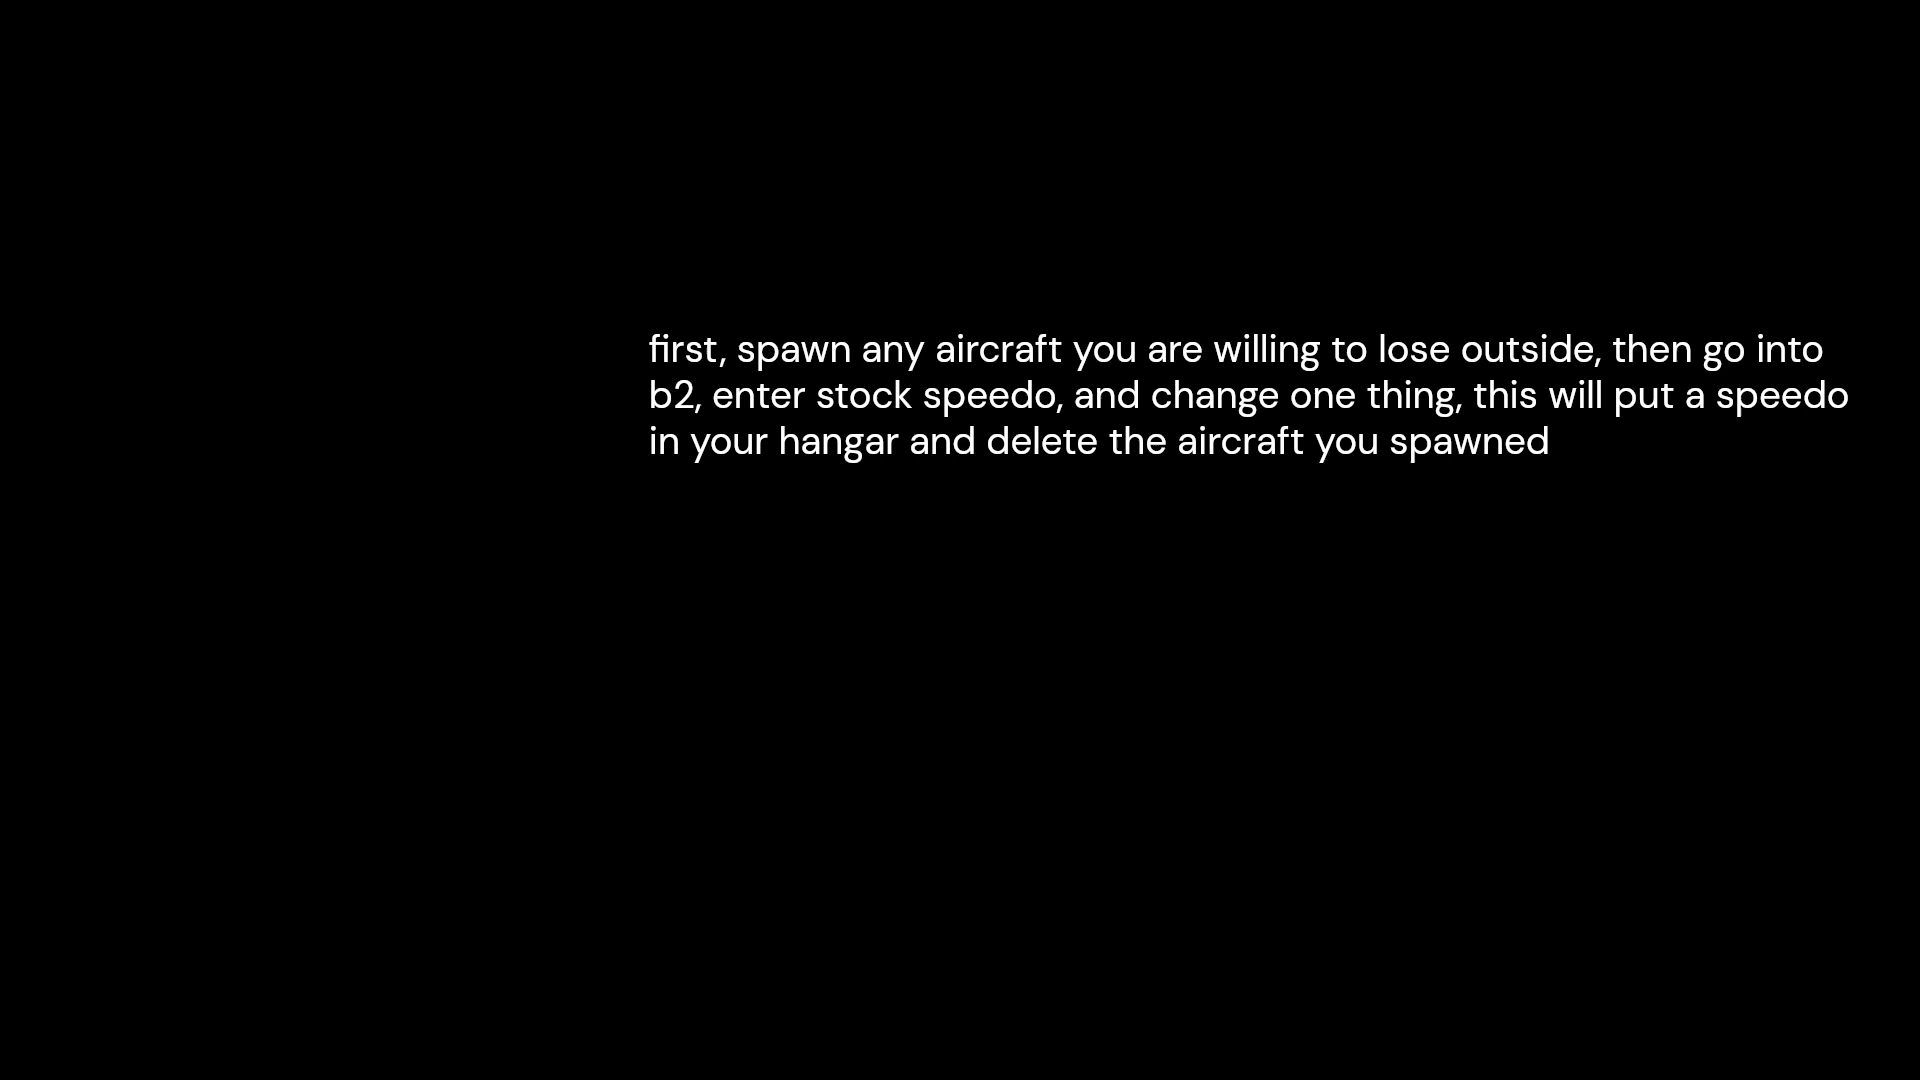 first, spawn any aircraft you are willing to lose outside, then go into
b2, enter stock speedo, and change one thing, this will put a speedo
in your hangar and delete the aircraft you spawned